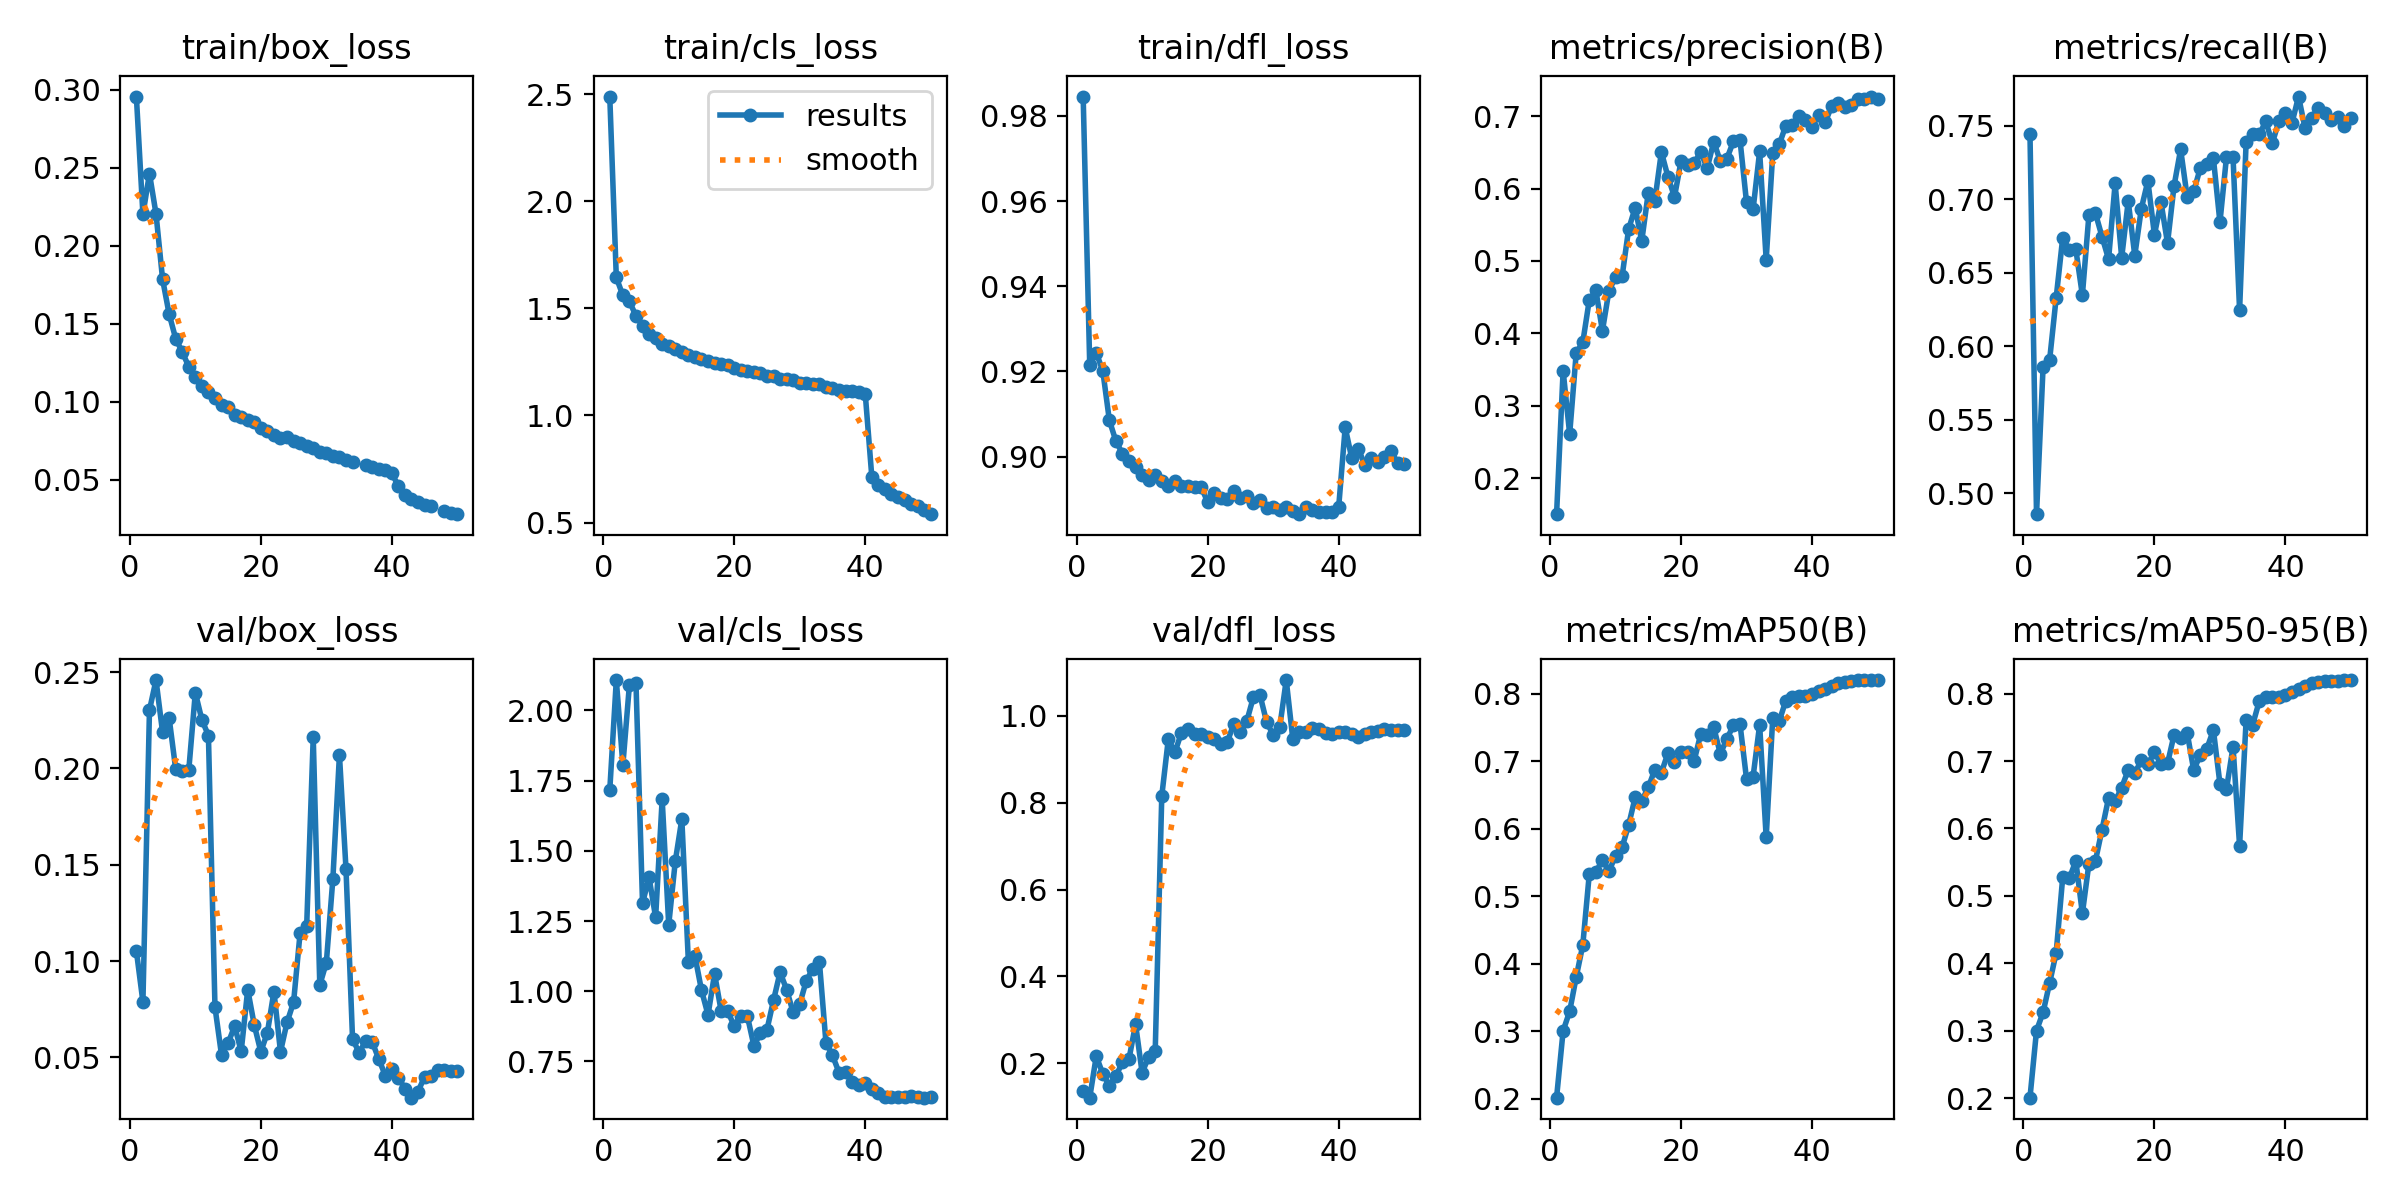 train/box_loss
0.30
0.25
0.20
0.15
0.10
0.05
0 20 40
train/cls_loss
results
smooth
2.5
2.0
1.5
1.0
0.5
0 20 40
train/dfl_loss
0.98
0.96
0.94
0.92
0.90
0 20 40
metrics/precision(B)
0.7
0.6
0.5
0.4
0.3
0.2
0 20 40
metrics/recall(B)
0.75
0.70
0.65
0.60
0.55
0.50
0 20 40
val/box_loss
0.25
0.20
0.15
0.10
0.05
0 20 40
val/cls_loss
2.00
1.75
1.50
1.25
1.00
0.75
0 20 40
val/dfl_loss
1.0
0.8
0.6
0.4
0.2
0 20 40
metrics/mAP50(B)
0.8
0.7
0.6
0.5
0.4
0.3
0.2
0 20 40
metrics/mAP50-95(B)
0.8
0.7
0.6
0.5
0.4
0.3
0.2
0 20 40